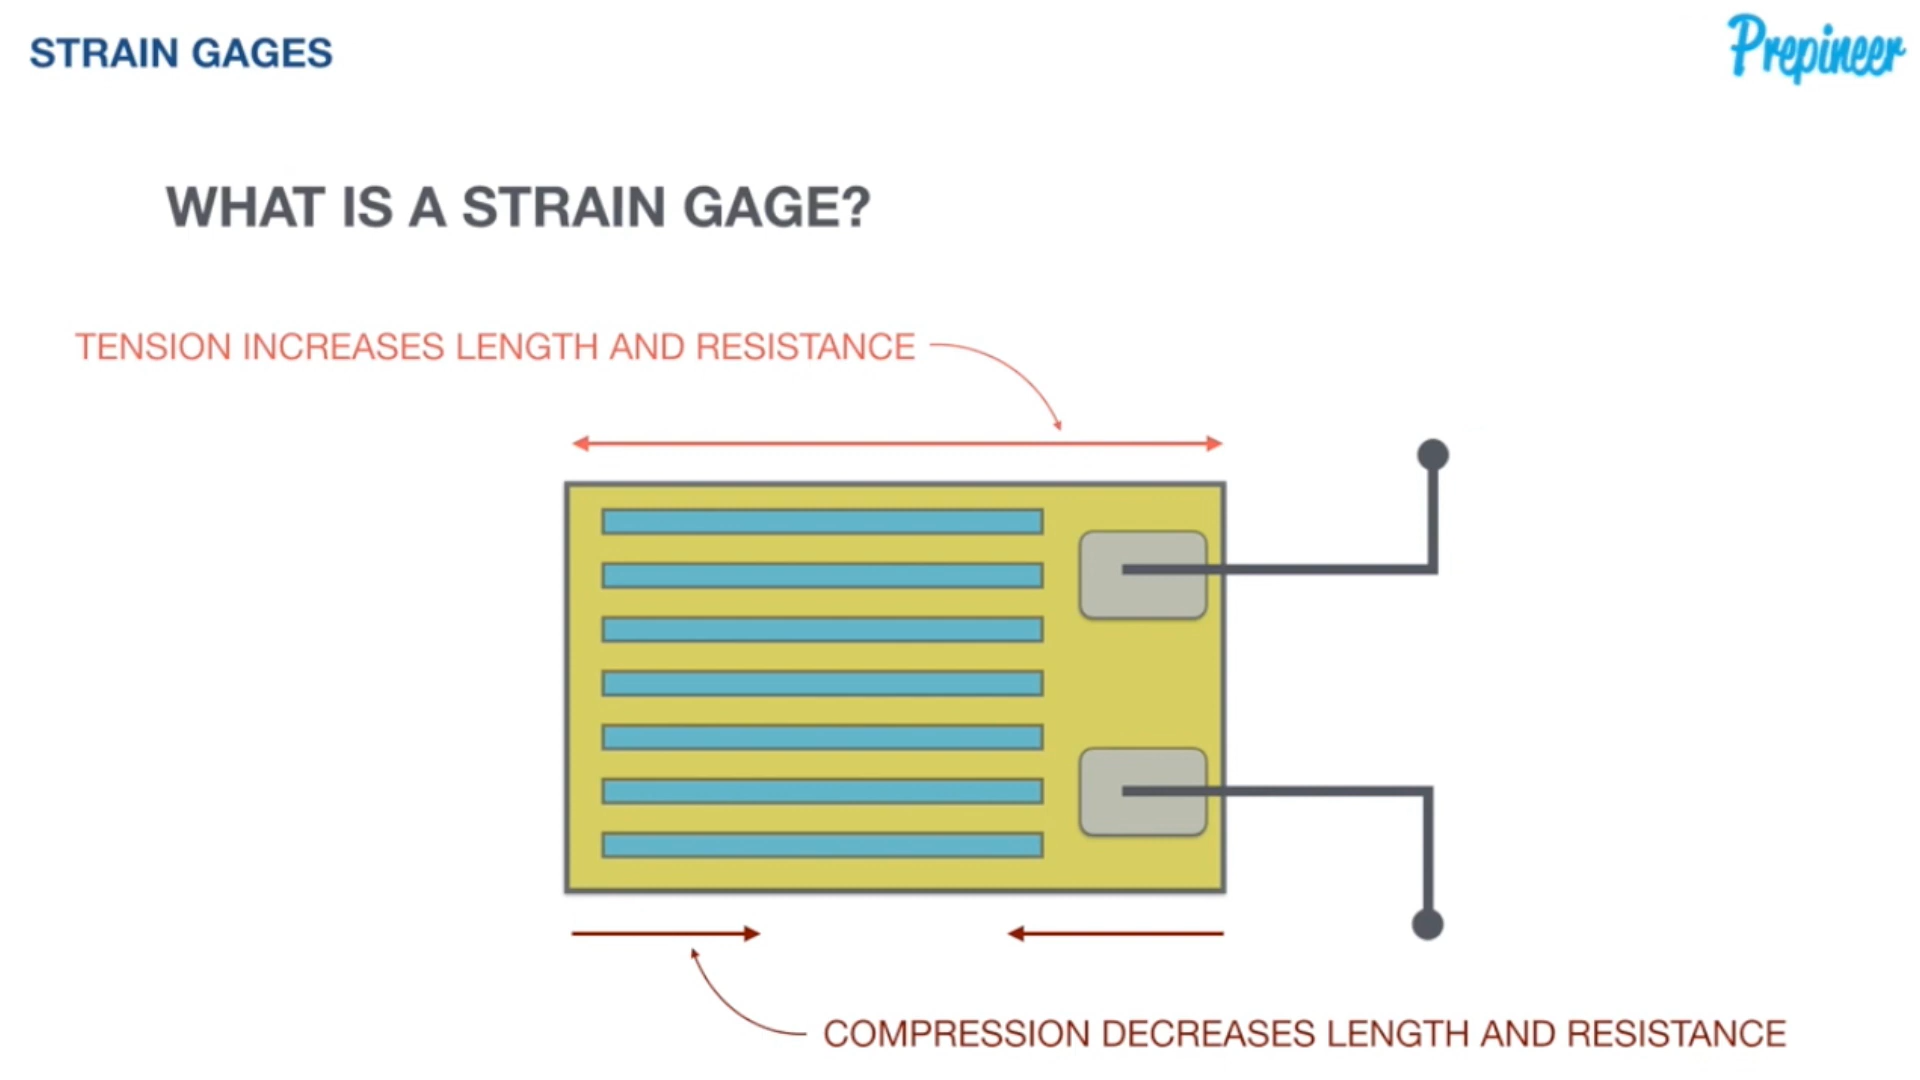 STRAIN GAGES
Prepineer
WHAT IS A STRAIN GAGE?
TENSION INCREASES LENGTH AND RESISTANCE
COMPRESSION DECREASES LENGTH AND RESISTANCE